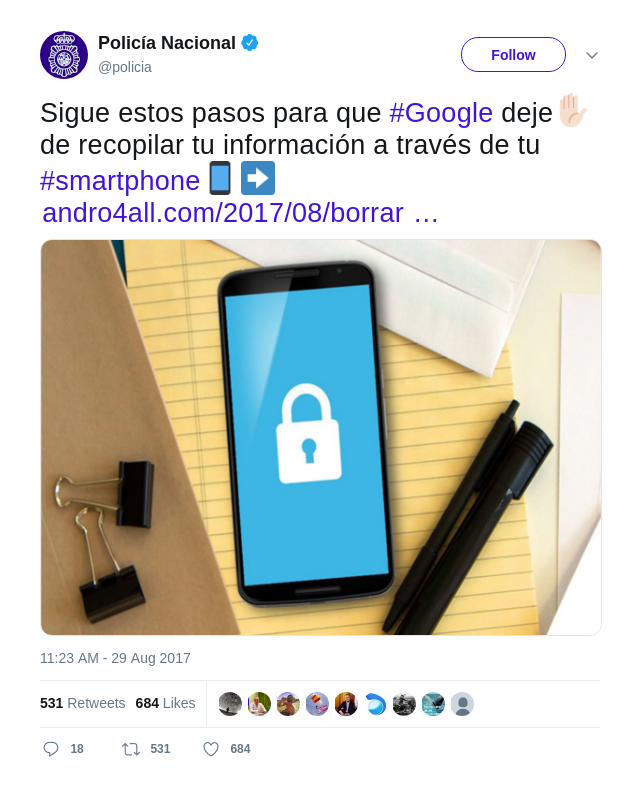 Policía Nacional
@policia
Follow
Sigue estos pasos para que #Google deje✋🏻
de recopilar tu información a través de tu
#smartphone 📱 ➡
andro4all.com/2017/08/borrar …
11:23 AM - 29 Aug 2017
531 Retweets 684 Likes
18 531 684